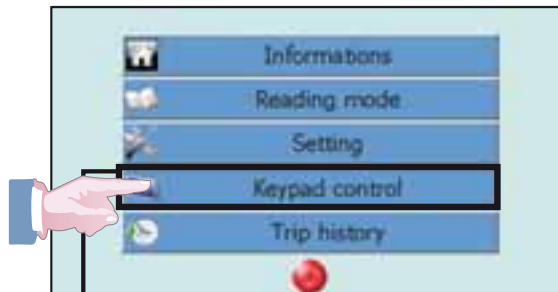 Informations
Reading mode
Setting
Keypad control
Trip history